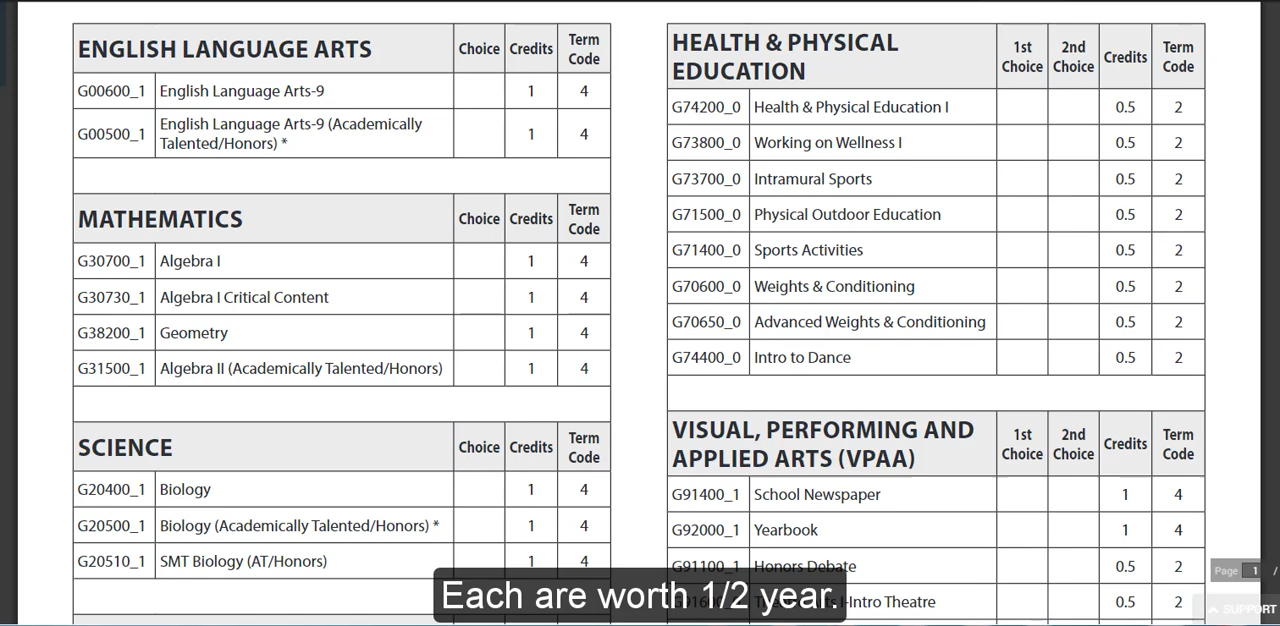 ENGLISH LANGUAGE ARTS Choice Credits Term Code
G00600_1 English Language Arts-9 1 4
G00500_1 English Language Arts-9 (Academically Talented/Honors) * 1 4
MATHEMATICS Choice Credits Term Code
G30700_1 Algebra I 1 4
G30730_1 Algebra I Critical Content 1 4
G38200_1 Geometry 1 4
G31500_1 Algebra II (Academically Talented/Honors) 1 4
SCIENCE Choice Credits Term Code
G20400_1 Biology 1 4
G20500_1 Biology (Academically Talented/Honors) * 1 4
G20510_1 SMT Biology (AT/Honors) 1 4
HEALTH & PHYSICAL EDUCATION 1st Choice 2nd Choice Credits Term Code
G74200_0 Health & Physical Education I 0.5 2
G73800_0 Working on Wellness I 0.5 2
G73700_0 Intramural Sports 0.5 2
G71500_0 Physical Outdoor Education 0.5 2
G71400_0 Sports Activities 0.5 2
G70600_0 Weights & Conditioning 0.5 2
G70650_0 Advanced Weights & Conditioning 0.5 2
G74400_0 Intro to Dance 0.5 2
VISUAL, PERFORMING AND APPLIED ARTS (VPAA) 1st Choice 2nd Choice Credits Term Code
G91400_1 School Newspaper 1 4
G92000_1 Yearbook 1 4
G91100_1 Honors Debate 0.5 2
I-Intro Theatre 0.5 2
Each are worth 1/2 year.
Page 1 /
SUPPORT